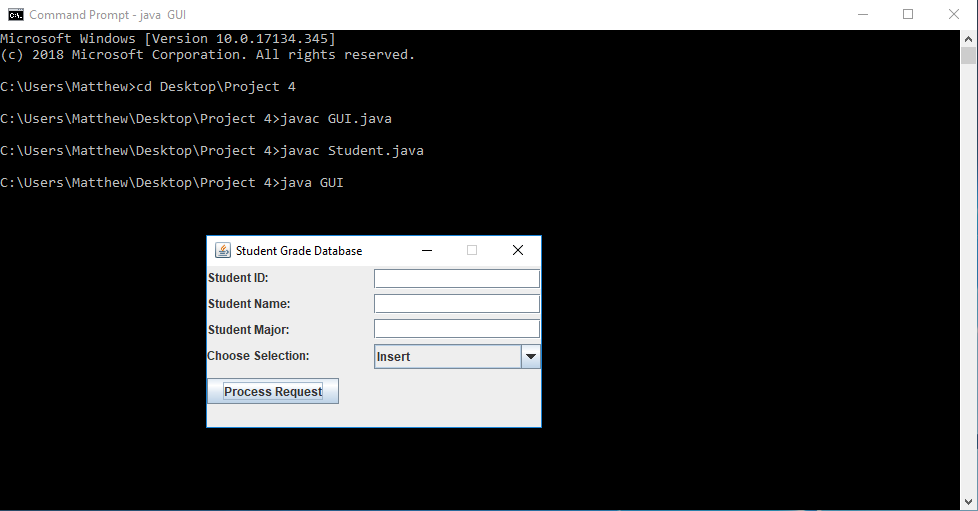 Command Prompt - java  GUI
Microsoft Windows [Version 10.0.17134.345]
(c) 2018 Microsoft Corporation. All rights reserved.
C:\Users\Matthew>cd Desktop\Project 4
C:\Users\Matthew\Desktop\Project 4>javac GUI.java
C:\Users\Matthew\Desktop\Project 4>javac Student.java
C:\Users\Matthew\Desktop\Project 4>java GUI
Student Grade Database
Student ID:
Student Name:
Student Major:
Choose Selection: Insert
Process Request